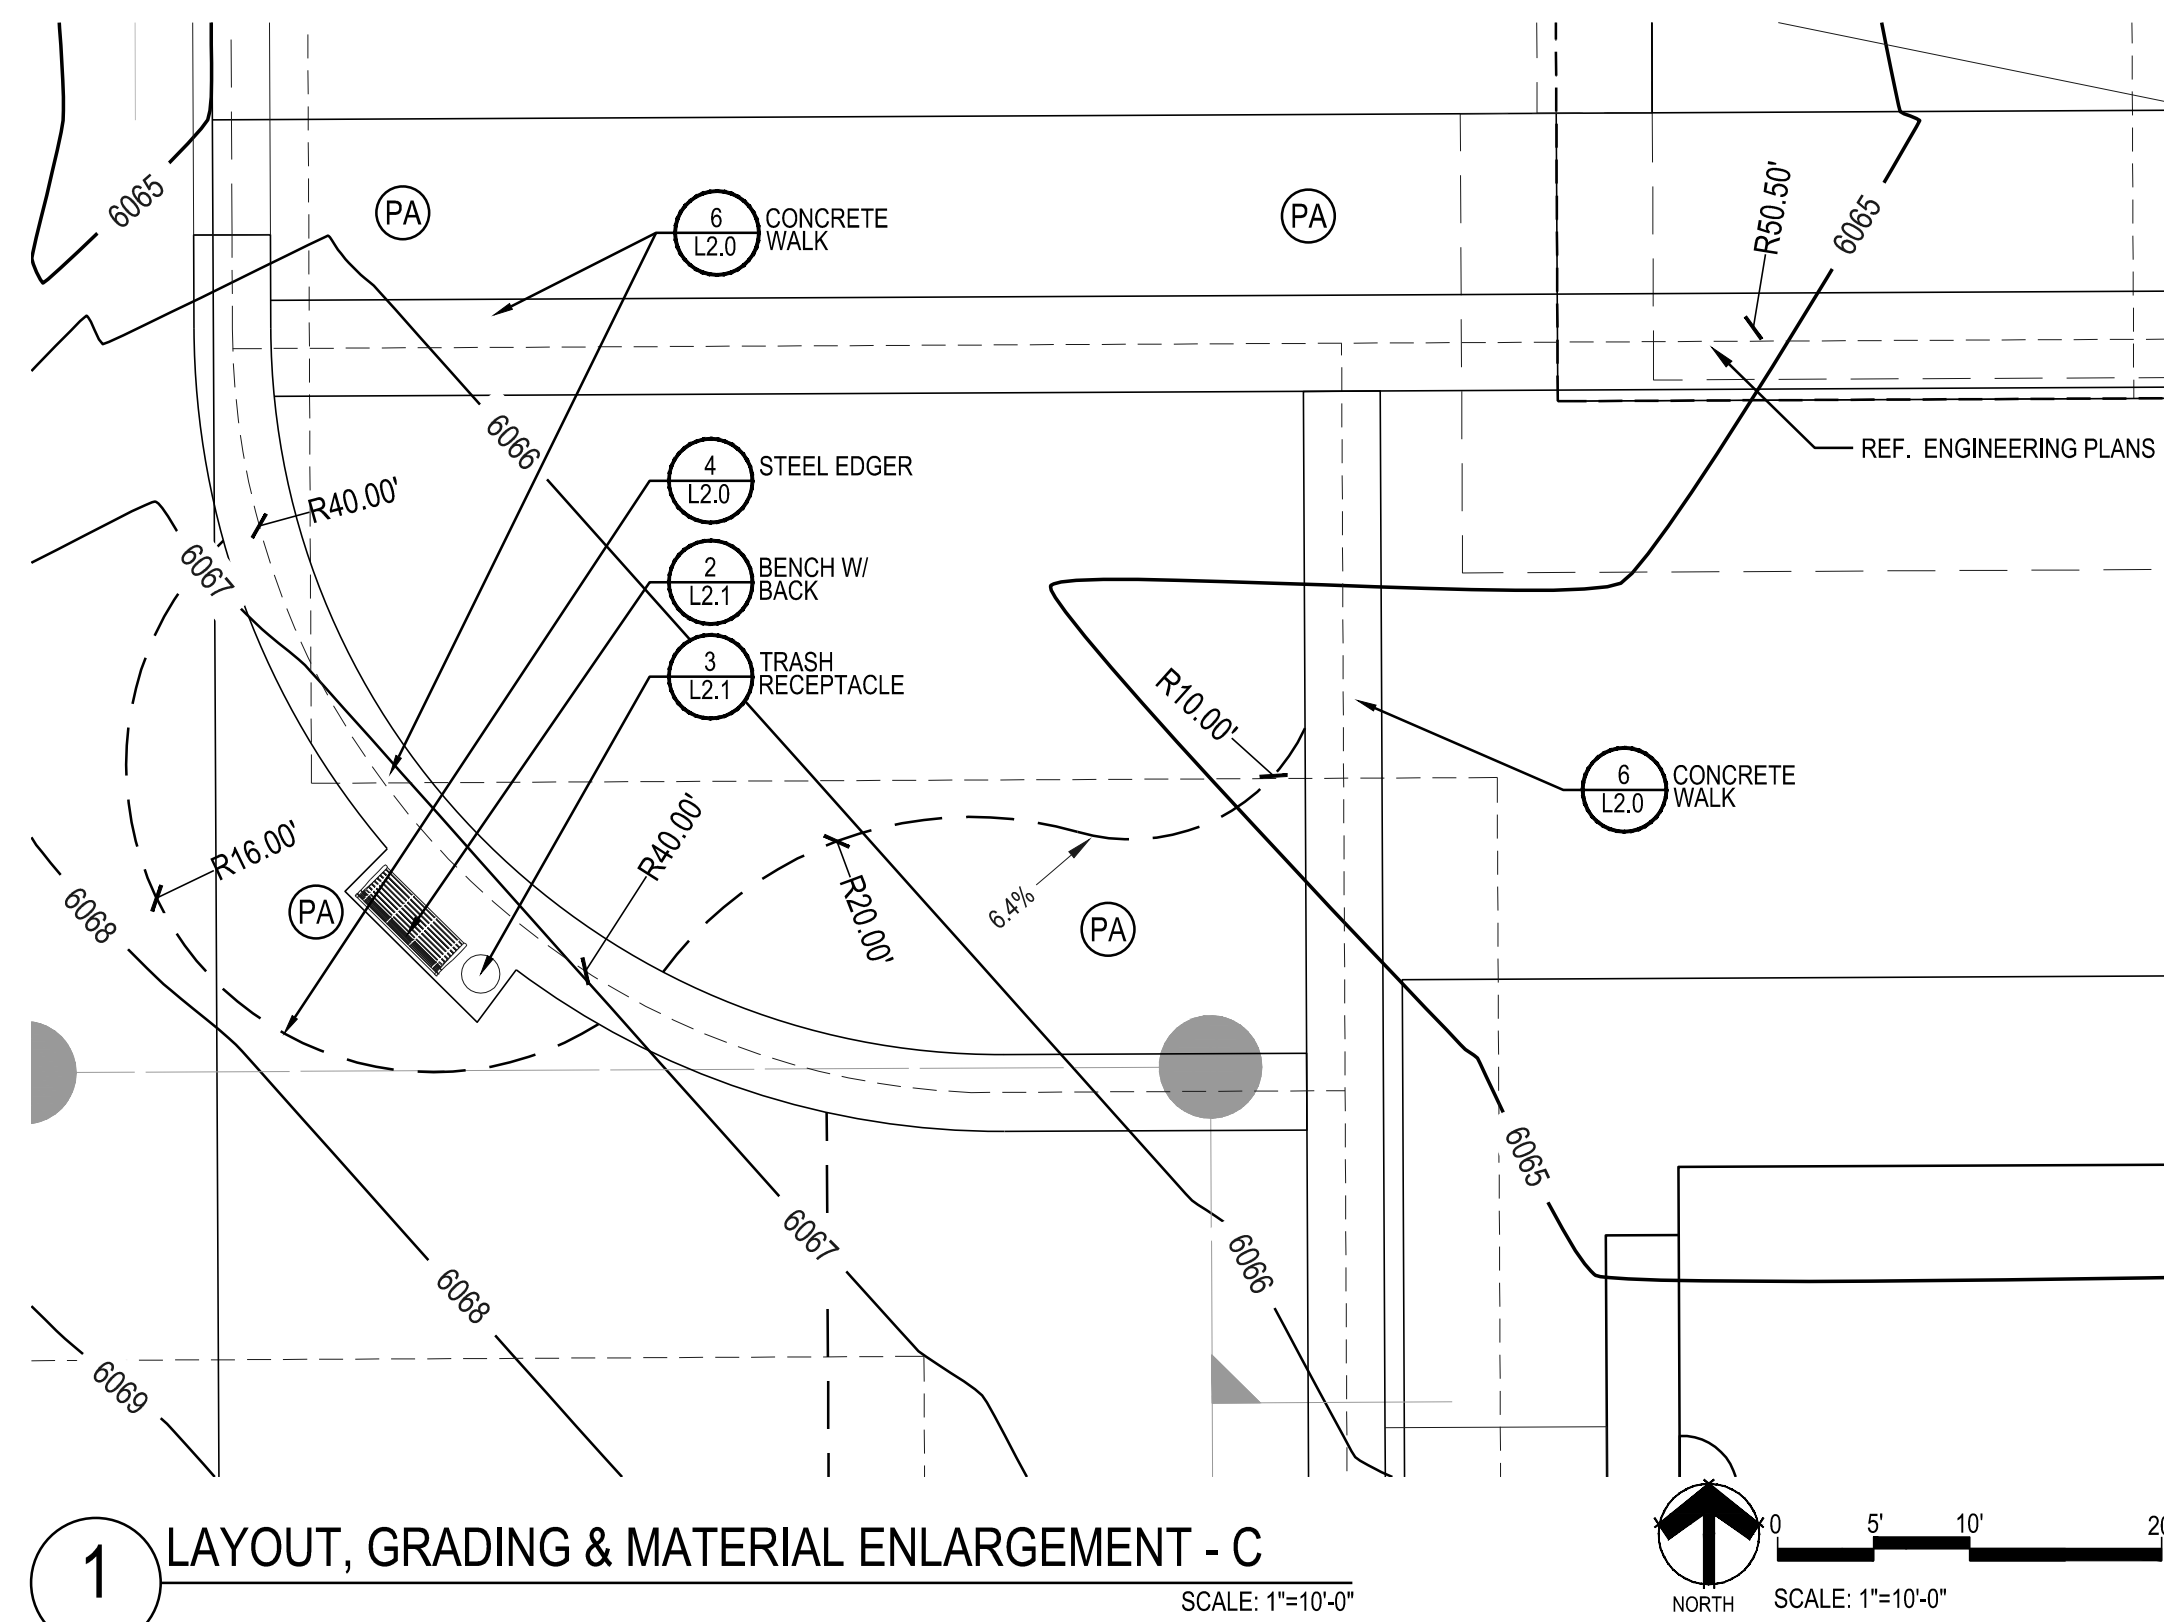 6065
PA
6
L2.0
CONCRETE
WALK
PA
R50.50'
6065
6066
4
L2.0
STEEL EDGER
REF. ENGINEERING PLANS
R40.00'
6067
2
L2.1
BENCH W/
BACK
3
L2.1
TRASH
RECEPTACLE
R10.00'
6
L2.0
CONCRETE
WALK
R16.00'
R40.00'
6068
PA
R20.00'
6.4%
PA
6065
6067
6066
6068
6069
1
LAYOUT, GRADING & MATERIAL ENLARGEMENT - C
SCALE: 1"=10'-0"
NORTH
0 5' 10'
SCALE: 1"=10'-0"